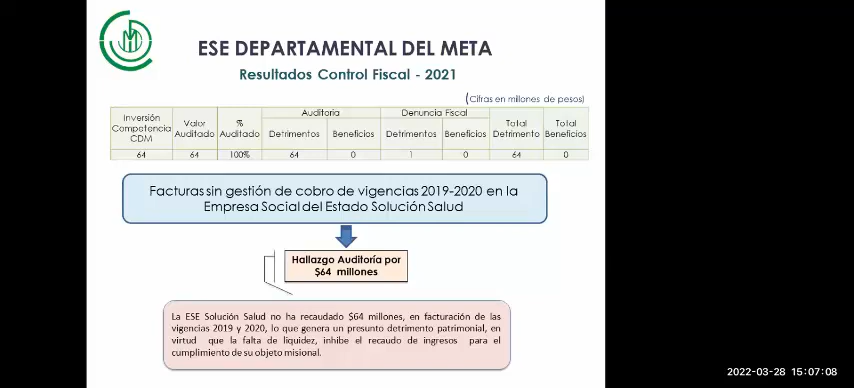 ESE DEPARTAMENTAL DEL META
Resultados Control Fiscal - 2021
(Cifras en millones de pesos)
Inversión Competencia CDM
Valor Auditado
% Auditado
Auditoria
Denuncia Fiscal
Total Detrimento
Total Beneficios
Detrimentos Beneficios Detrimentos Beneficios
64 64 100% 64 0 1 0 64 0
Facturas sin gestión de cobro de vigencias 2019-2020 en la
Empresa Social del Estado Solución Salud
Hallazgo Auditoría por
$64 millones
La ESE Solución Salud no ha recaudado $64 millones, en facturación de las
vigencias 2019 y 2020, lo que genera un presunto detrimento patrimonial, en
virtud que la falta de liquidez, inhibe el recaudo de ingresos para el
cumplimiento de su objeto misional.
2022-03-28 15:07:08